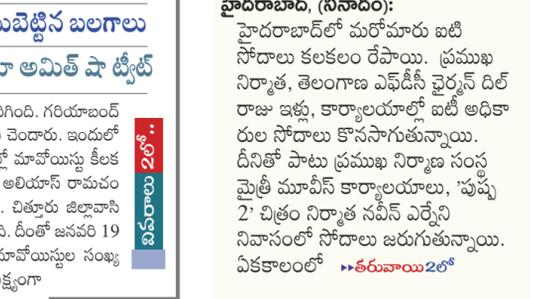 ుబెట్టిన బలగాలు
ా అమిత్ షా ట్వీట్
ిగింది. గరియాబంద్
చెందారు. ఇందులో
్లో మావోయిస్టు కీలక
అలియాస్ రామచం
. చిత్తూరు జిల్లావాసి
ది. దీంతో జనవరి 19
మావోయిస్టుల సంఖ్య
క్ష్యంగా
వివరాలు 2లో..
హైదరాబాద్, (నినాదం):
హైదరాబాద్‌లో మరోమారు ఐటి
సోదాలు కలకలం రేపాయి. ప్రముఖ
నిర్మాత, తెలంగాణ ఎఫ్‌డీసీ ఛైర్మన్ దిల్
రాజు ఇళ్లు, కార్యాలయాల్లో ఐటీ అధికా
రుల సోదాలు కొనసాగుతున్నాయి.
దీనితో పాటు ప్రముఖ నిర్మాణ సంస్థ
మైత్రీ మూవీస్ కార్యాలయాలు, 'పుష్ప
2' చిత్రం నిర్మాత నవీన్ ఎర్నేని
నివాసంలో సోదాలు జరుగుతున్నాయి.
ఏకకాలంలో ▸▸తరువాయి2లో